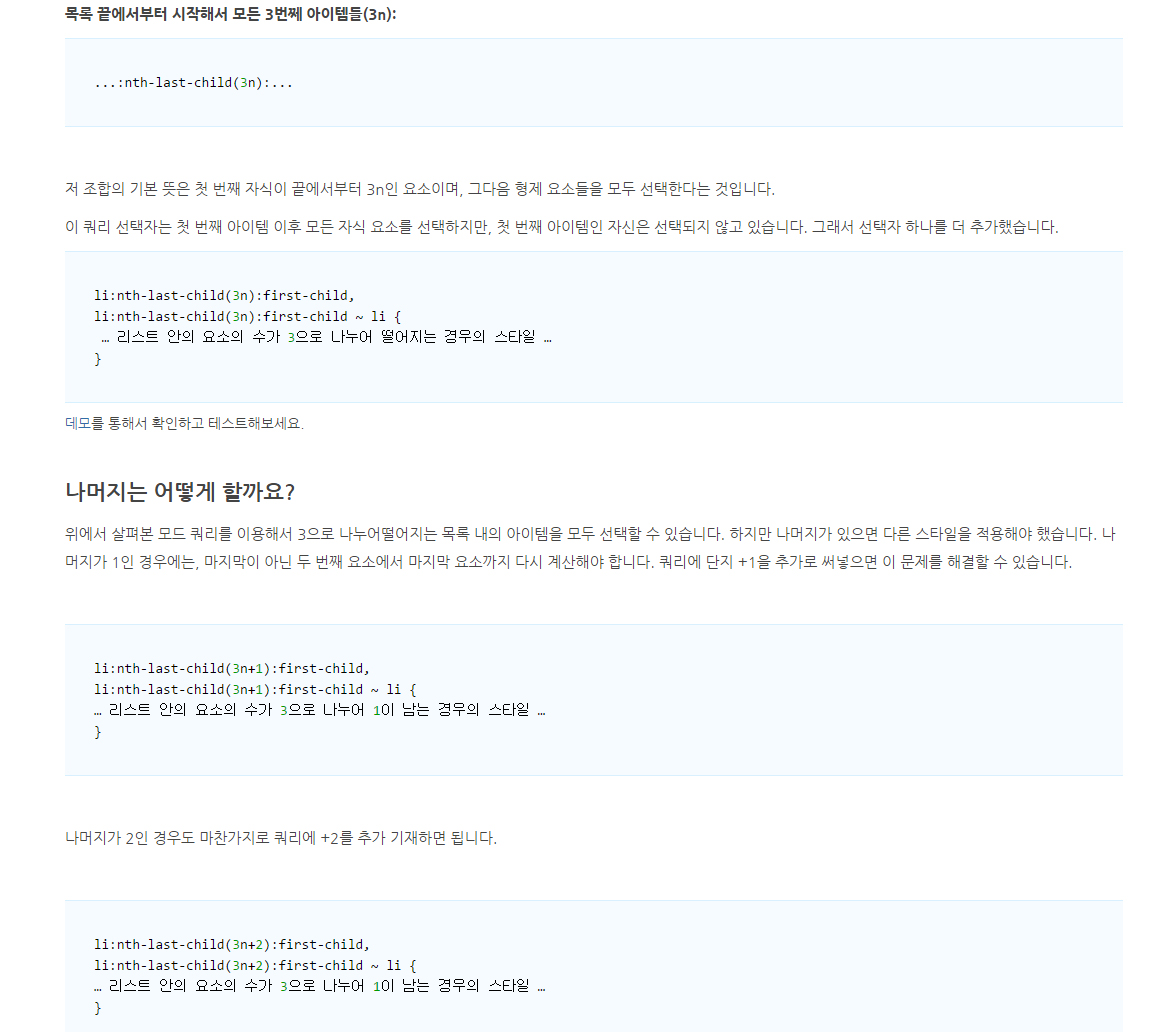 목록 끝에서부터 시작해서 모든 3번째 아이템들(3n):
...:nth-last-child(3n):...
저 조합의 기본 뜻은 첫 번째 자식이 끝에서부터 3n인 요소이며, 그다음 형제 요소들을 모두 선택한다는 것입니다.
이 쿼리 선택자는 첫 번째 아이템 이후 모든 자식 요소를 선택하지만, 첫 번째 아이템인 자신은 선택되지 않고 있습니다. 그래서 선택자 하나를 더 추가했습니다.
li:nth-last-child(3n):first-child,
li:nth-last-child(3n):first-child ~ li {
… 리스트 안의 요소의 수가 3으로 나누어 떨어지는 경우의 스타일 …
}
데모를 통해서 확인하고 테스트해보세요.
나머지는 어떻게 할까요?
위에서 살펴본 모드 쿼리를 이용해서 3으로 나누어떨어지는 목록 내의 아이템을 모두 선택할 수 있습니다. 하지만 나머지가 있으면 다른 스타일을 적용해야 했습니다. 나
머지가 1인 경우에는, 마지막이 아닌 두 번째 요소에서 마지막 요소까지 다시 계산해야 합니다. 쿼리에 단지 +1을 추가로 써넣으면 이 문제를 해결할 수 있습니다.
li:nth-last-child(3n+1):first-child,
li:nth-last-child(3n+1):first-child ~ li {
… 리스트 안의 요소의 수가 3으로 나누어 1이 남는 경우의 스타일 …
}
나머지가 2인 경우도 마찬가지로 쿼리에 +2를 추가 기재하면 됩니다.
li:nth-last-child(3n+2):first-child,
li:nth-last-child(3n+2):first-child ~ li {
… 리스트 안의 요소의 수가 3으로 나누어 1이 남는 경우의 스타일 …
}